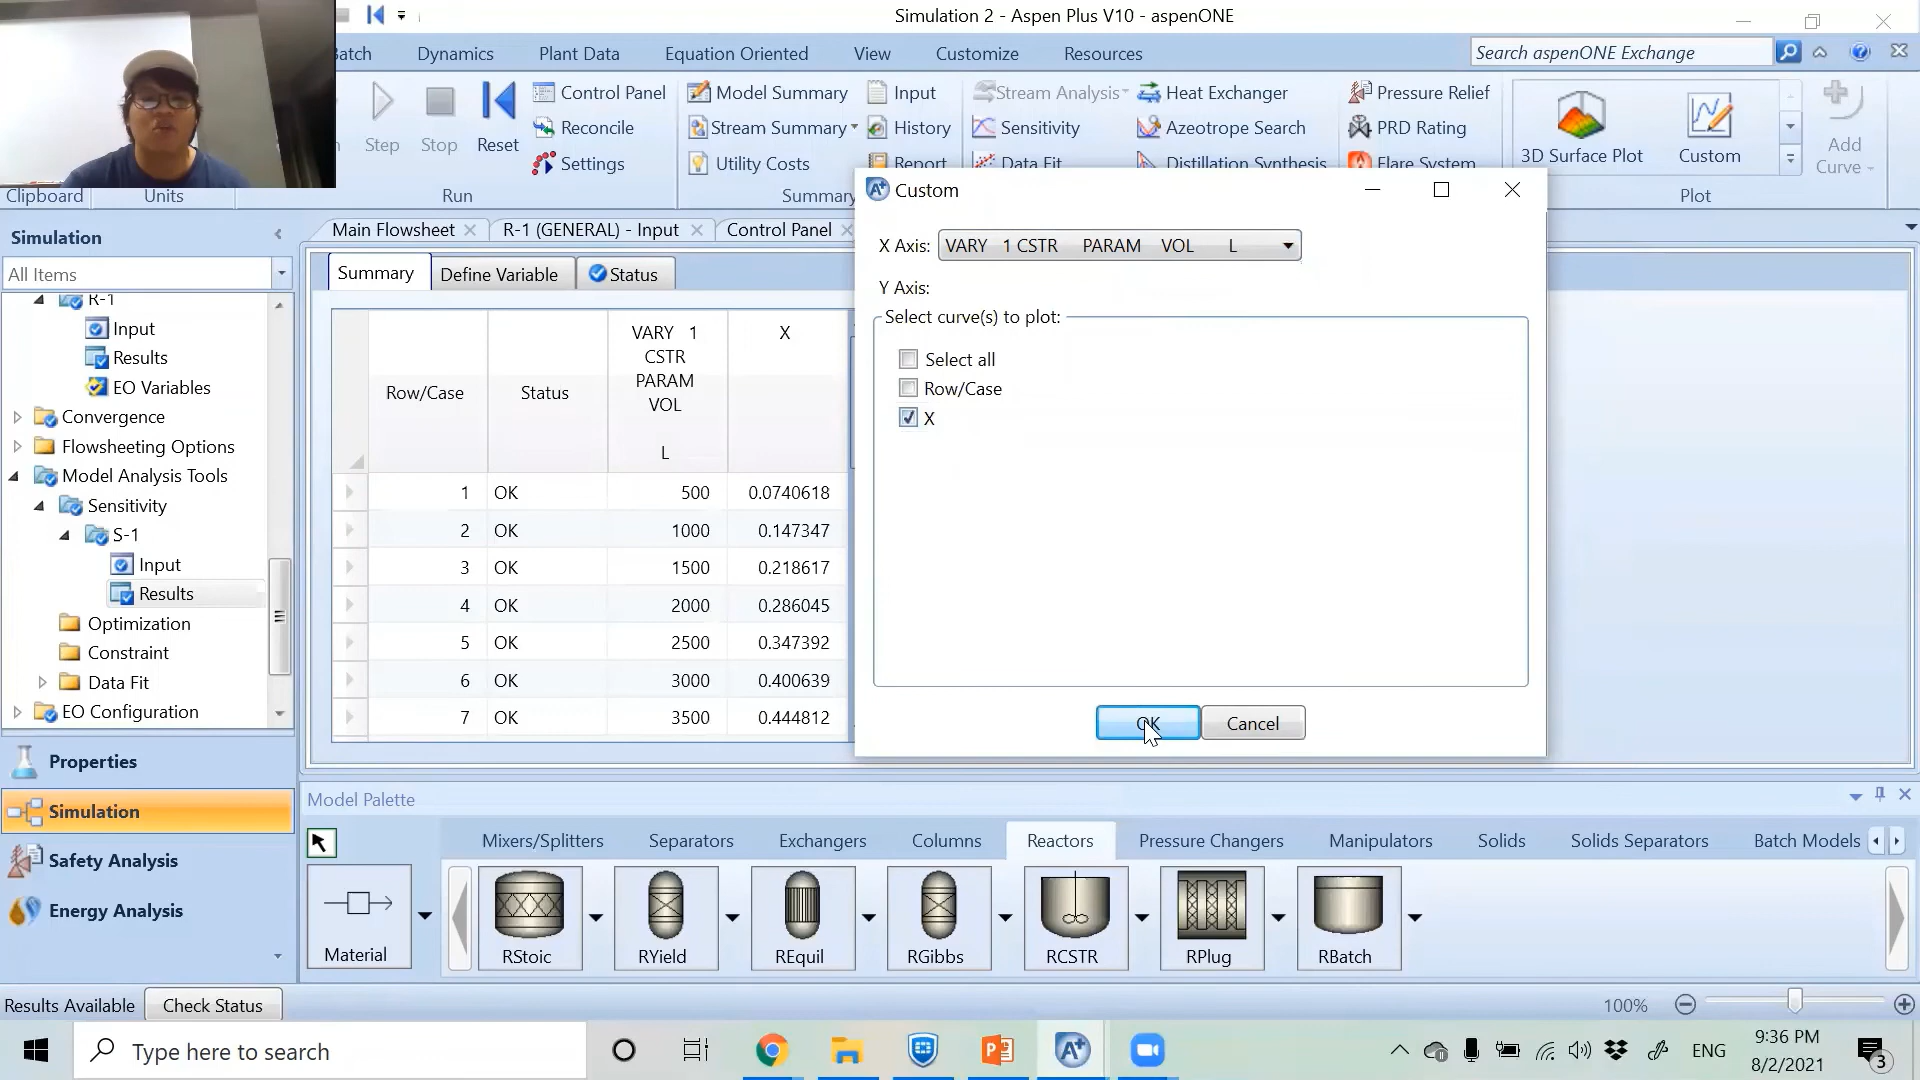 Simulation 2 - Aspen Plus V10 - aspenONE
atch Dynamics Plant Data Equation Oriented View Customize Resources
Search aspenONE Exchange
Step
Stop
Reset
Control Panel
Reconcile
Settings
Model Summary
Stream Summary
Utility Costs
Input
History
Report
Stream Analysis
Sensitivity
Data Fit
Heat Exchanger
Azeotrope Search
Distillation Synthesis
Pressure Relief
PRD Rating
Flare System
3D Surface Plot
Custom
Add
Curve
Clipboard Units Run Summary Plot
Simulation
All Items
R-1
Input
Results
EO Variables
Convergence
Flowsheeting Options
Model Analysis Tools
Sensitivity
S-1
Input
Results
Optimization
Constraint
Data Fit
EO Configuration
Properties
Simulation
Safety Analysis
Energy Analysis
Main Flowsheet R-1 (GENERAL) - Input Control Panel
Summary Define Variable Status
Row/Case
Status
VARY 1
CSTR
PARAM
VOL
L
X
1 OK 500 0.0740618
2 OK 1000 0.147347
3 OK 1500 0.218617
4 OK 2000 0.286045
5 OK 2500 0.347392
6 OK 3000 0.400639
7 OK 3500 0.444812
Custom
X Axis: VARY 1 CSTR PARAM VOL L
Y Axis:
Select curve(s) to plot:
Select all
Row/Case
X
OK Cancel
Model Palette
Mixers/Splitters Separators Exchangers Columns Reactors Pressure Changers Manipulators Solids Solids Separators Batch Models
Material RStoic RYield REquil RGibbs RCSTR RPlug RBatch
Results Available Check Status 100%
Type here to search
ENG
9:36 PM
8/2/2021
3